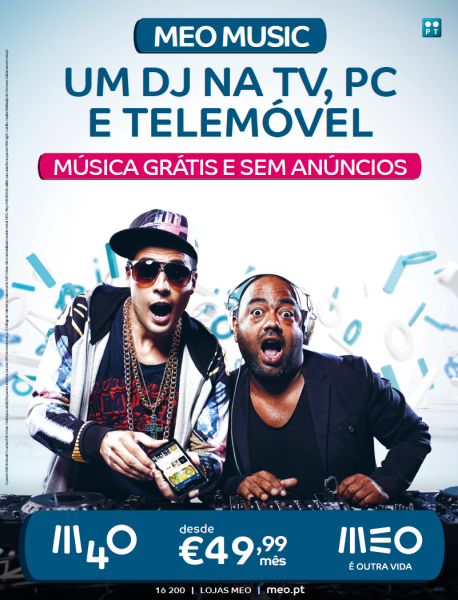 MEO MUSIC
PT
UM DJ NA TV, PC
E TELEMÓVEL
MÚSICA GRÁTIS E SEM ANÚNCIOS
M4O
desde
€49,99
mês
MEO
É OUTRA VIDA
16 200 | LOJAS MEO | meo.pt